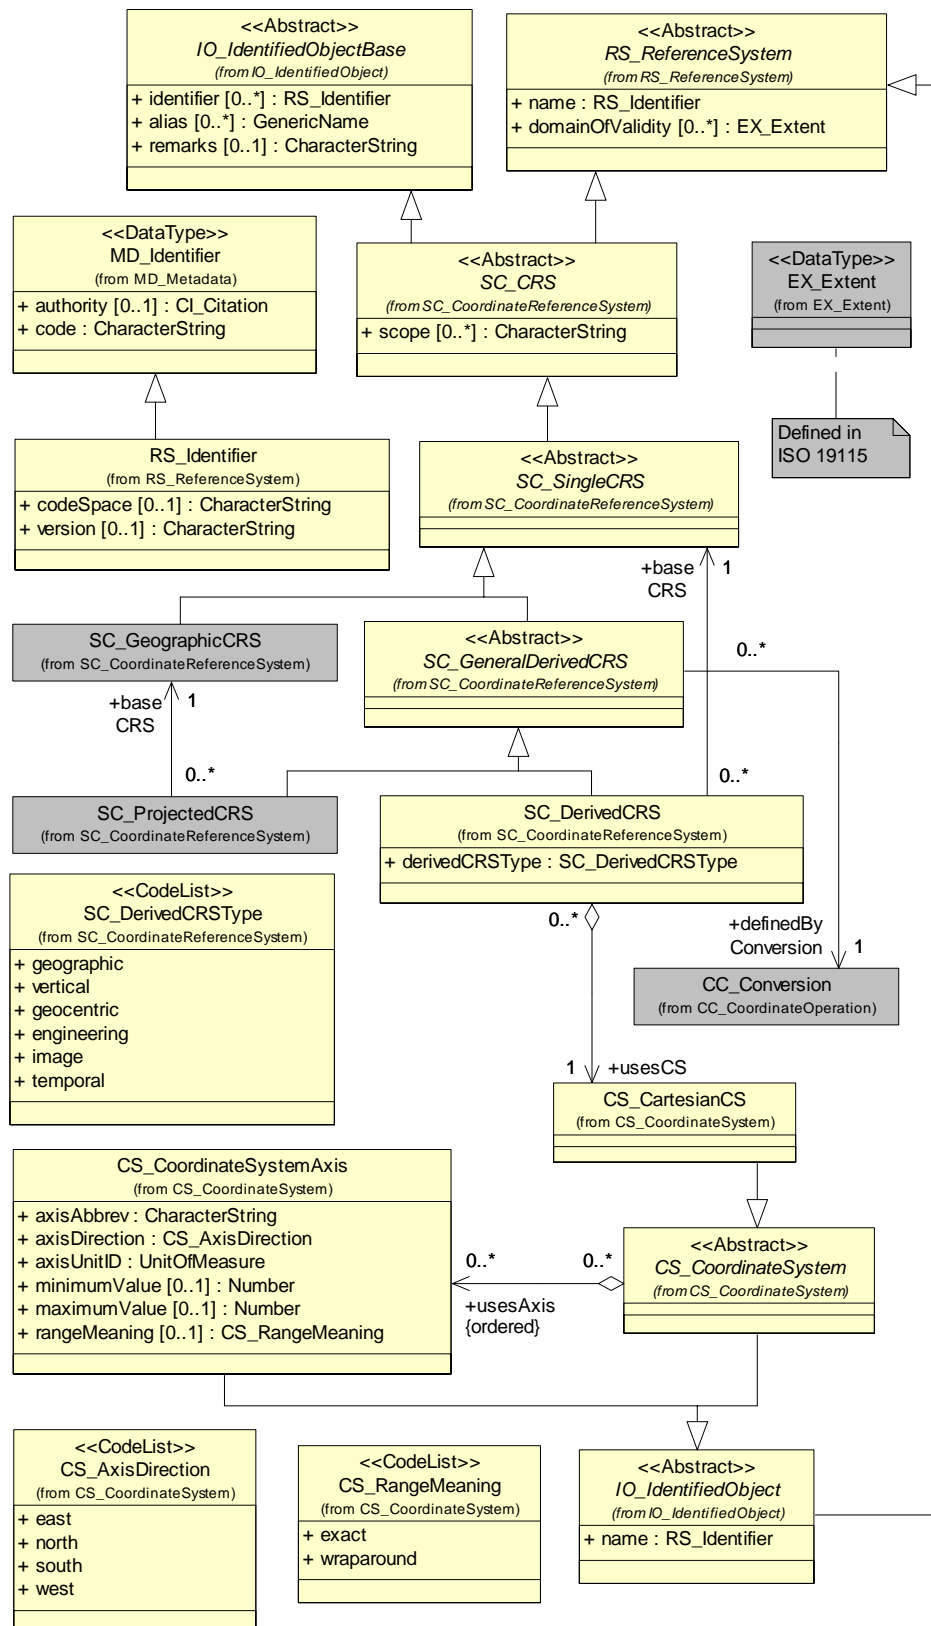 <<Abstract>>
IO_IdentifiedObjectBase
(from IO_IdentifiedObject)
+ identifier [0..*] : RS_Identifier
+ alias [0..*] : GenericName
+ remarks [0..1] : CharacterString
<<Abstract>>
RS_ReferenceSystem
(from RS_ReferenceSystem)
+ name : RS_Identifier
+ domainOfValidity [0..*] : EX_Extent
<<DataType>>
MD_Identifier
(from MD_Metadata)
+ authority [0..1] : CI_Citation
+ code : CharacterString
<<Abstract>>
SC_CRS
(from SC_CoordinateReferenceSystem)
+ scope [0..*] : CharacterString
<<DataType>>
EX_Extent
(from EX_Extent)
Defined in
ISO 19115
RS_Identifier
(from RS_ReferenceSystem)
+ codeSpace [0..1] : CharacterString
+ version [0..1] : CharacterString
<<Abstract>>
SC_SingleCRS
(from SC_CoordinateReferenceSystem)
+base
CRS
1
SC_GeographicCRS
(from SC_CoordinateReferenceSystem)
<<Abstract>>
SC_GeneralDerivedCRS
(from SC_CoordinateReferenceSystem)
0..*
+base
CRS
1
0..*
0..*
SC_ProjectedCRS
(from SC_CoordinateReferenceSystem)
SC_DerivedCRS
(from SC_CoordinateReferenceSystem)
+ derivedCRSType : SC_DerivedCRSType
<<CodeList>>
SC_DerivedCRSType
(from SC_CoordinateReferenceSystem)
+ geographic
+ vertical
+ geocentric
+ engineering
+ image
+ temporal
0..*
+definedBy
Conversion
1
CC_Conversion
(from CC_CoordinateOperation)
1
+usesCS
CS_CartesianCS
(from CS_CoordinateSystem)
CS_CoordinateSystemAxis
(from CS_CoordinateSystem)
+ axisAbbrev : CharacterString
+ axisDirection : CS_AxisDirection
+ axisUnitID : UnitOfMeasure
+ minimumValue [0..1] : Number
+ maximumValue [0..1] : Number
+ rangeMeaning [0..1] : CS_RangeMeaning
0..*
0..*
+usesAxis
{ordered}
<<Abstract>>
CS_CoordinateSystem
(from CS_CoordinateSystem)
<<CodeList>>
CS_AxisDirection
(from CS_CoordinateSystem)
+ east
+ north
+ south
+ west
<<CodeList>>
CS_RangeMeaning
(from CS_CoordinateSystem)
+ exact
+ wraparound
<<Abstract>>
IO_IdentifiedObject
(from IO_IdentifiedObject)
+ name : RS_Identifier